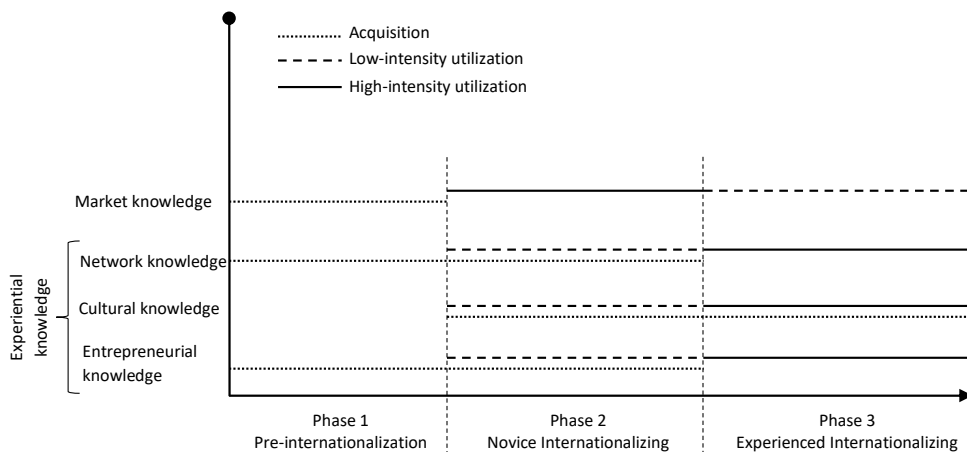 Acquisition
Low-intensity utilization
High-intensity utilization
Market knowledge
Network knowledge
Cultural knowledge
Entrepreneurial
knowledge
Experiential
knowledge
Phase 1
Pre-internationalization
Phase 2
Novice Internationalizing
Phase 3
Experienced Internationalizing